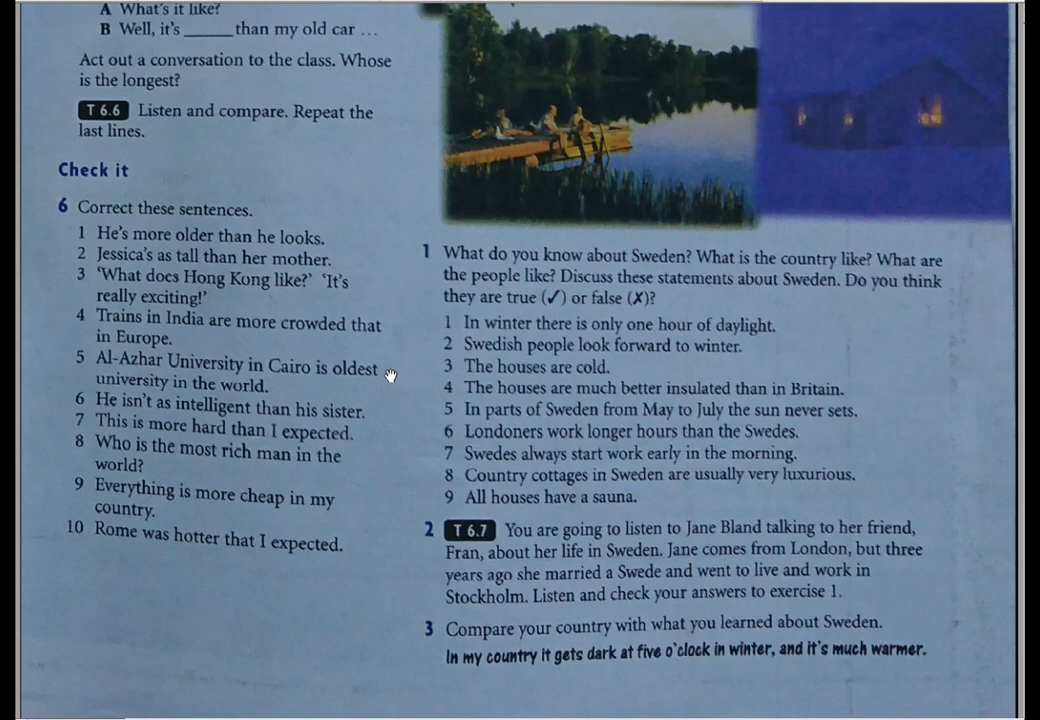 A What's it like?
B Well, it's _____ than my old car …
Act out a conversation to the class. Whose
is the longest?
T 6.6 Listen and compare. Repeat the
last lines.
Check it
6 Correct these sentences.
1 He's more older than he looks.
2 Jessica's as tall than her mother.
3 'What does Hong Kong like?' 'It's
really exciting!'
4 Trains in India are more crowded that
in Europe.
5 Al-Azhar University in Cairo is oldest
university in the world.
6 He isn't as intelligent than his sister.
7 This is more hard than I expected.
8 Who is the most rich man in the
world?
9 Everything is more cheap in my
country.
10 Rome was hotter that I expected.
1 What do you know about Sweden? What is the country like? What are
the people like? Discuss these statements about Sweden. Do you think
they are true (✓) or false (✗)?
1 In winter there is only one hour of daylight.
2 Swedish people look forward to winter.
3 The houses are cold.
4 The houses are much better insulated than in Britain.
5 In parts of Sweden from May to July the sun never sets.
6 Londoners work longer hours than the Swedes.
7 Swedes always start work early in the morning.
8 Country cottages in Sweden are usually very luxurious.
9 All houses have a sauna.
2 T 6.7 You are going to listen to Jane Bland talking to her friend,
Fran, about her life in Sweden. Jane comes from London, but three
years ago she married a Swede and went to live and work in
Stockholm. Listen and check your answers to exercise 1.
3 Compare your country with what you learned about Sweden.
In my country it gets dark at five o'clock in winter, and it's much warmer.